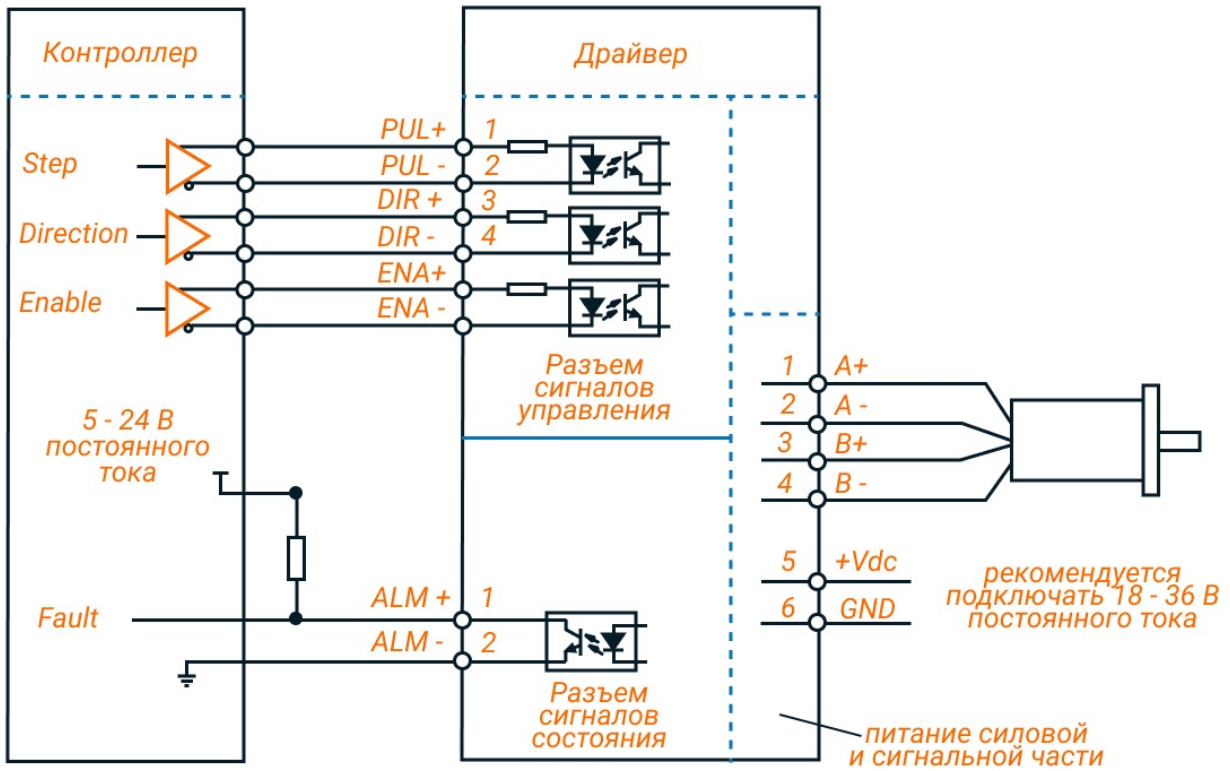 Контроллер
Драйвер
Step
PUL+ 1
PUL - 2
Direction
DIR + 3
DIR - 4
Enable
ENA+
ENA -
Разъем
сигналов
управления
1 A+
2 A -
3 B+
4 B -
5 - 24 В
постоянного
тока
5 +Vdc
6 GND
рекомендуется
подключать 18 - 36 В
постоянного тока
Fault
ALM + 1
ALM - 2
Разъем
сигналов
состояния
питание силовой
и сигнальной части